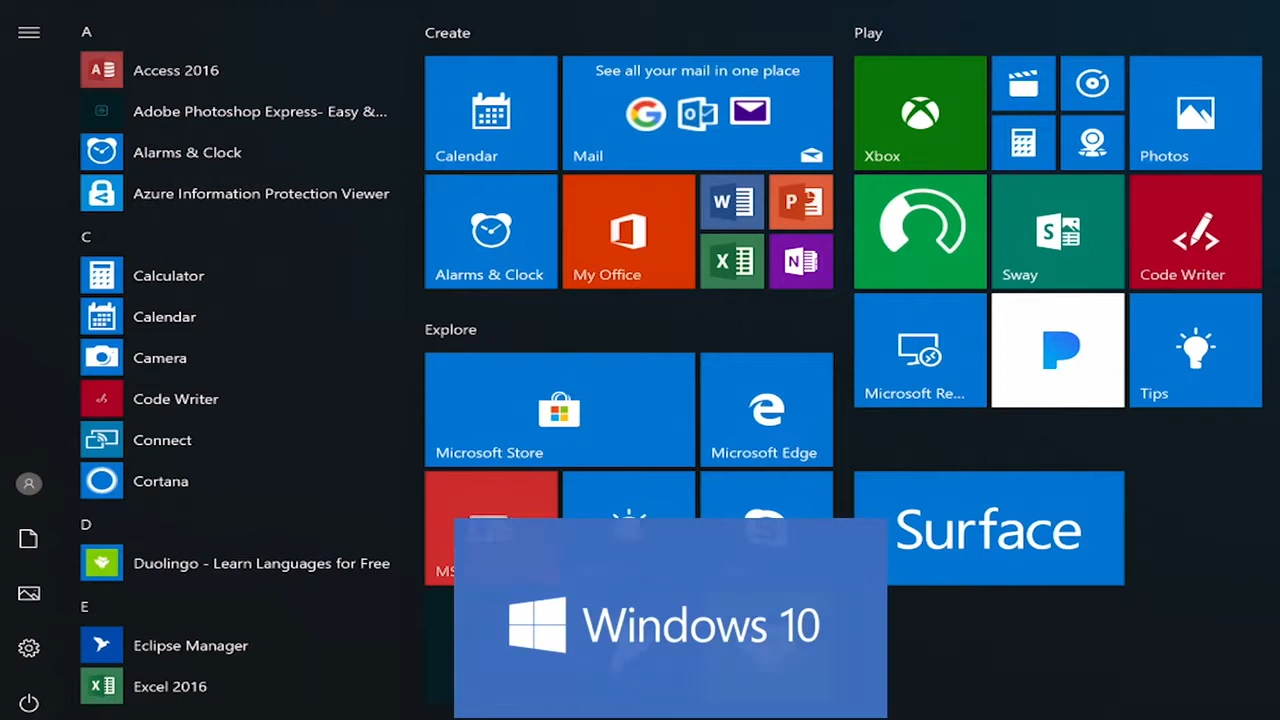 A
Access 2016
Adobe Photoshop Express- Easy &...
Alarms & Clock
Azure Information Protection Viewer
C
Calculator
Calendar
Camera
Code Writer
Connect
Cortana
D
Duolingo - Learn Languages for Free
E
Eclipse Manager
Excel 2016
Create
Calendar
See all your mail in one place
Mail
Alarms & Clock
My Office
Explore
Microsoft Store
Microsoft Edge
MS
Play
Xbox
Photos
Sway
Code Writer
Microsoft Re...
Tips
Surface
Windows 10